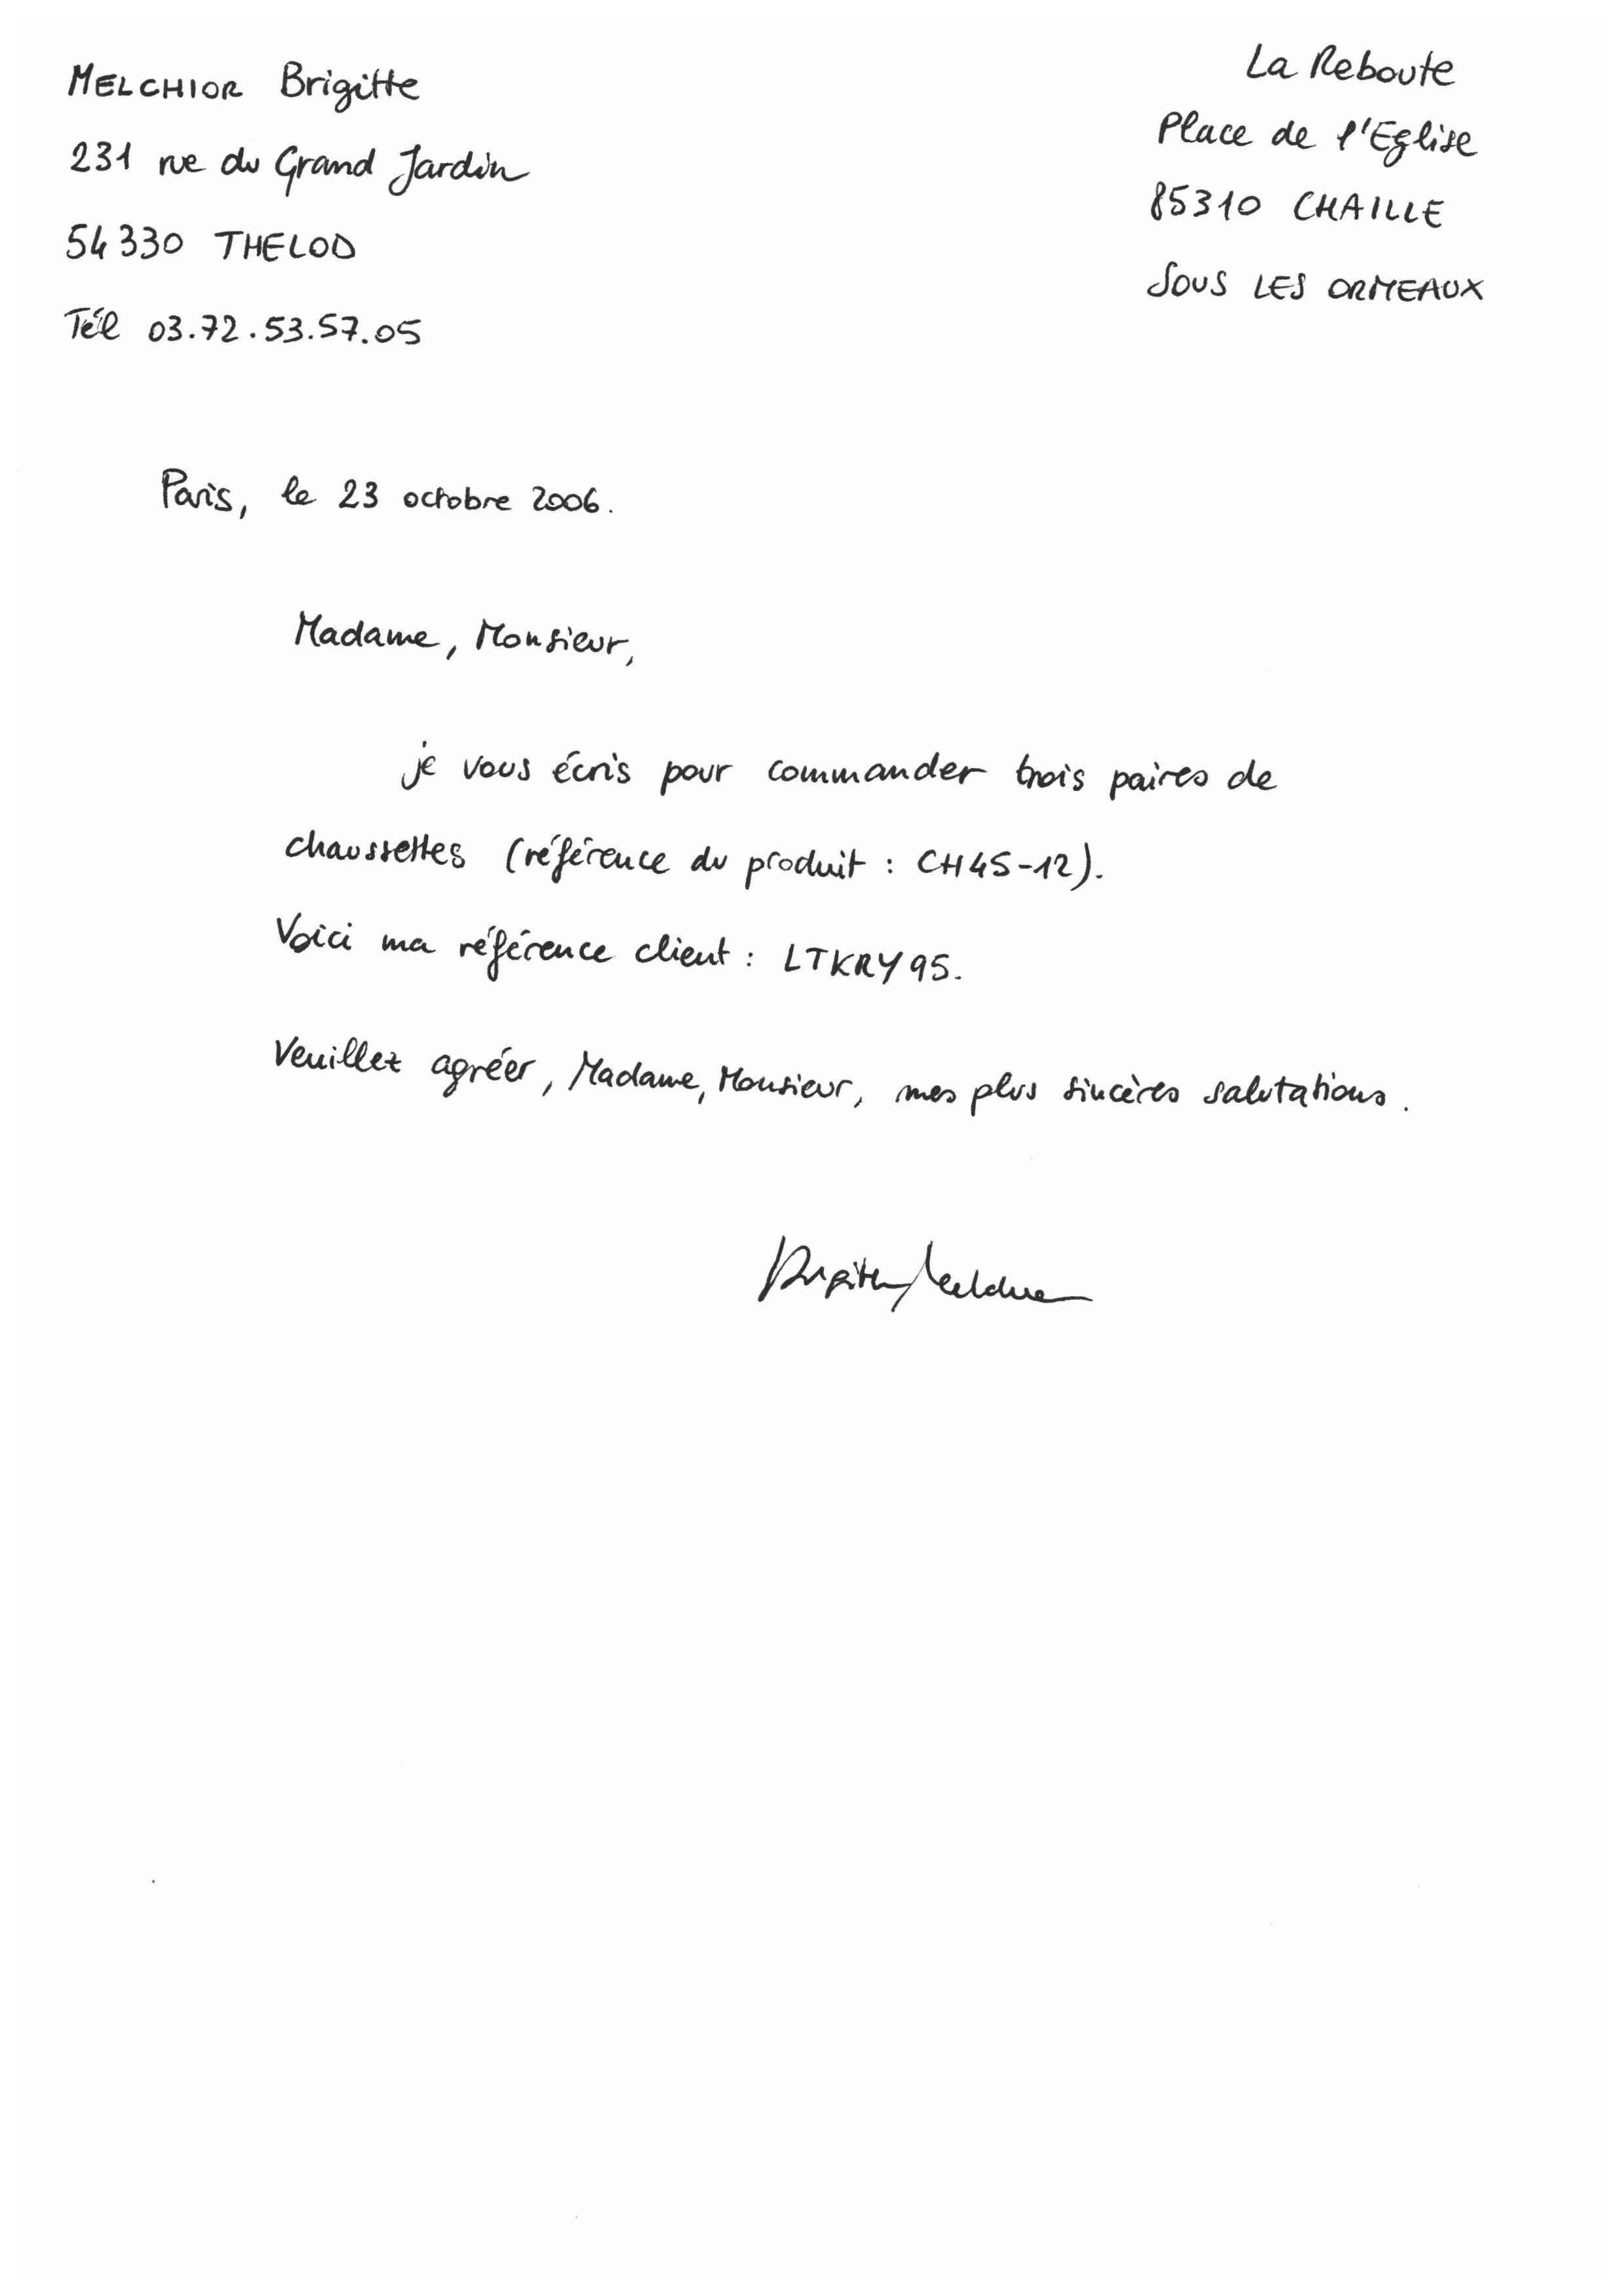 MELCHIOR Brigitte
231 rue du Grand Jardin
54330 THELOD
Tél 03.72.53.57.05
La Reboute
Place de l'Eglise
85310 CHAILLE
SOUS LES ORMEAUX
Paris, le 23 octobre 2006.
Madame, Monsieur,
je vous écris pour commander trois paires de
chaussettes (référence du produit : CH45-12).
Voici ma référence client : LTKRY95.
Veuillez agréer, Madame, Monsieur, mes plus sincères salutations.